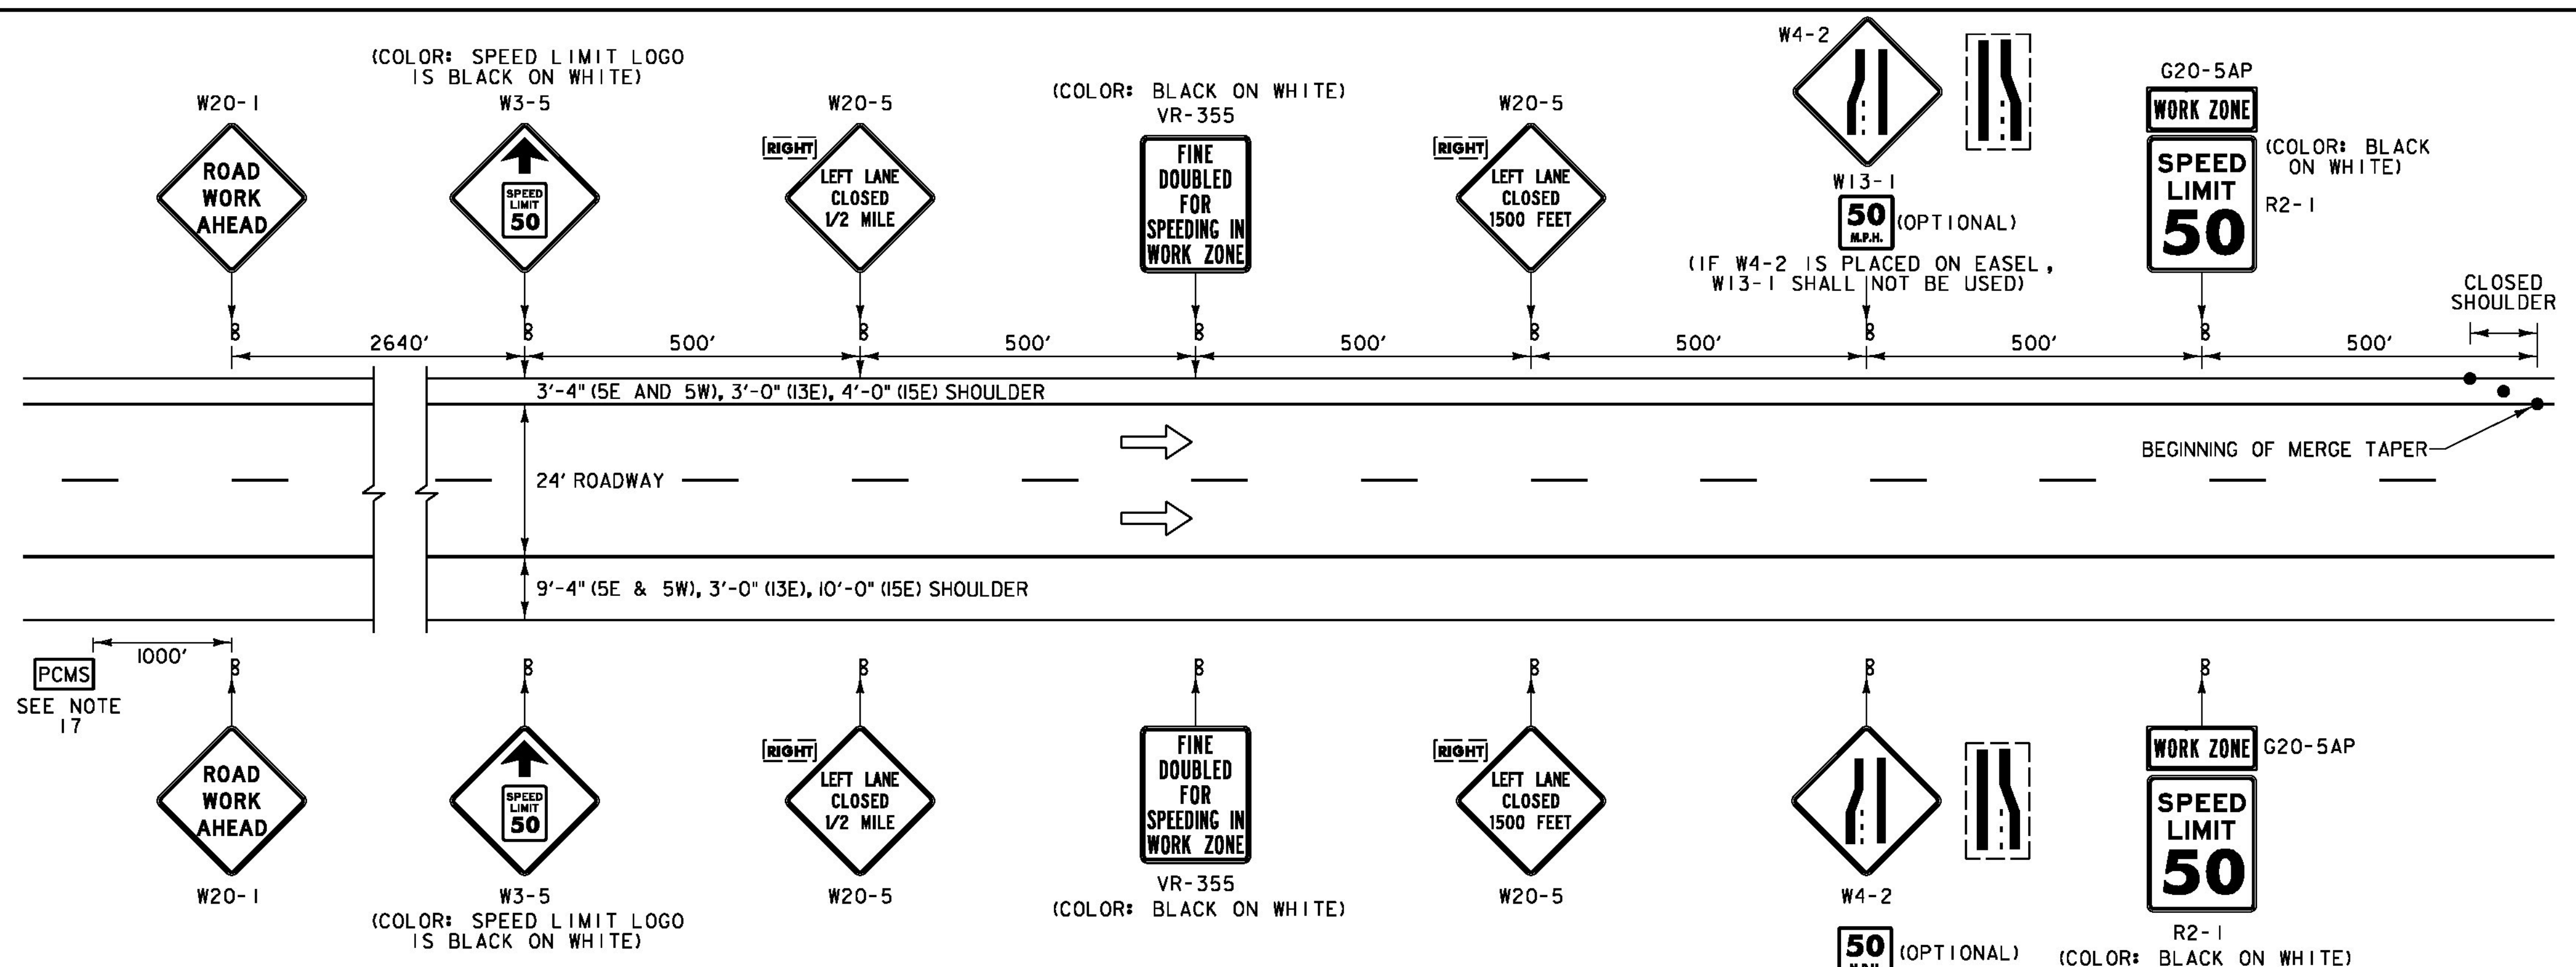 (COLOR: SPEED LIMIT LOGO
IS BLACK ON WHITE)
W20-1
W3-5
W20-5
(COLOR: BLACK ON WHITE)
VR-355
W20-5
W4-2
G20-5AP
ROAD
WORK
AHEAD
SPEED
LIMIT
50
RIGHT
LEFT LANE
CLOSED
1/2 MILE
FINE
DOUBLED
FOR
SPEEDING IN
WORK ZONE
RIGHT
LEFT LANE
CLOSED
1500 FEET
W13-1
50
M.P.H.
(OPTIONAL)
(IF W4-2 IS PLACED ON EASEL,
W13-1 SHALL NOT BE USED)
WORK ZONE
SPEED
LIMIT
50
(COLOR: BLACK
ON WHITE)
R2-1
CLOSED
SHOULDER
2640'
500'
500'
500'
500'
500'
500'
3'-4" (5E AND 5W), 3'-0" (13E), 4'-0" (15E) SHOULDER
BEGINNING OF MERGE TAPER
24' ROADWAY
9'-4" (5E & 5W), 3'-0" (13E), 10'-0" (15E) SHOULDER
1000'
PCMS
SEE NOTE
17
ROAD
WORK
AHEAD
W20-1
SPEED
LIMIT
50
W3-5
(COLOR: SPEED LIMIT LOGO
IS BLACK ON WHITE)
RIGHT
LEFT LANE
CLOSED
1/2 MILE
W20-5
FINE
DOUBLED
FOR
SPEEDING IN
WORK ZONE
VR-355
(COLOR: BLACK ON WHITE)
RIGHT
LEFT LANE
CLOSED
1500 FEET
W20-5
W4-2
50
(OPTIONAL)
WORK ZONE
G20-5AP
SPEED
LIMIT
50
R2-1
(COLOR: BLACK ON WHITE)